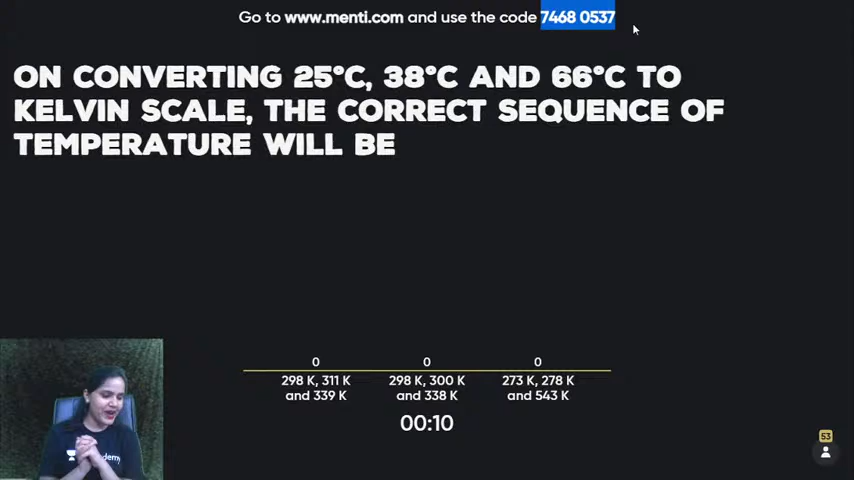 Go to www.menti.com and use the code 7468 0537
ON CONVERTING 25°C, 38°C AND 66°C TO
KELVIN SCALE, THE CORRECT SEQUENCE OF
TEMPERATURE WILL BE
0
0
0
298 K, 311 K
and 339 K
298 K, 300 K
and 338 K
273 K, 278 K
and 543 K
00:10
53